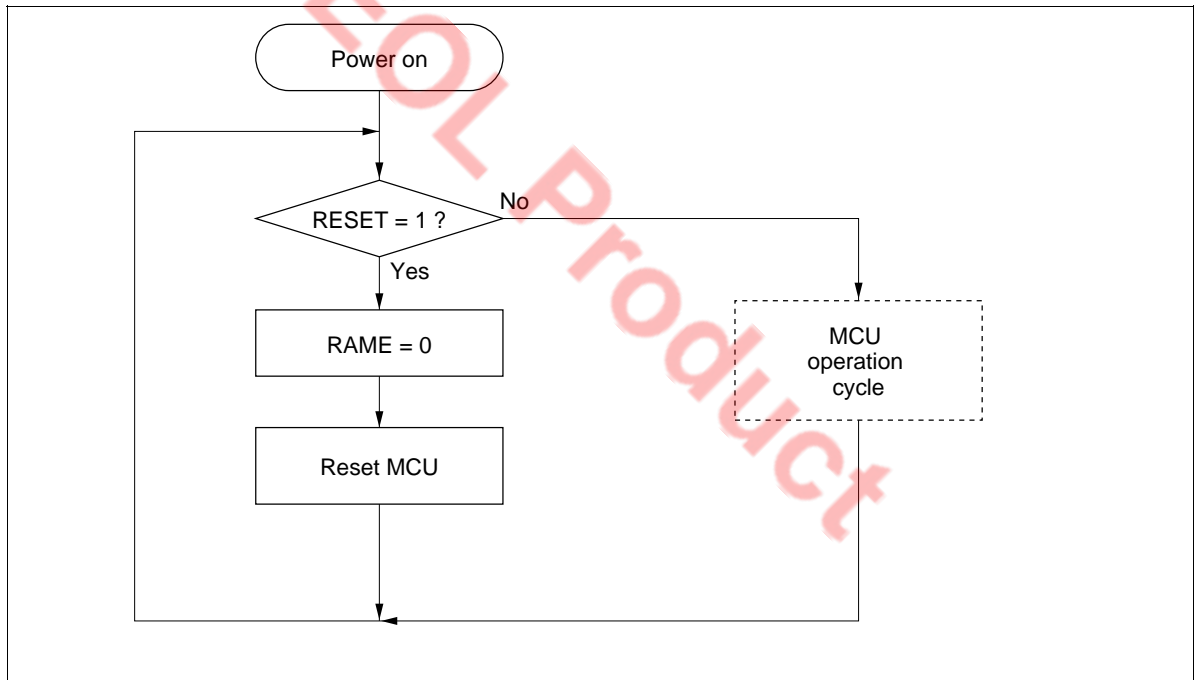 Power on
RESET = 1 ?
No
Yes
RAME = 0
MCU
operation
cycle
Reset MCU
EOL Product